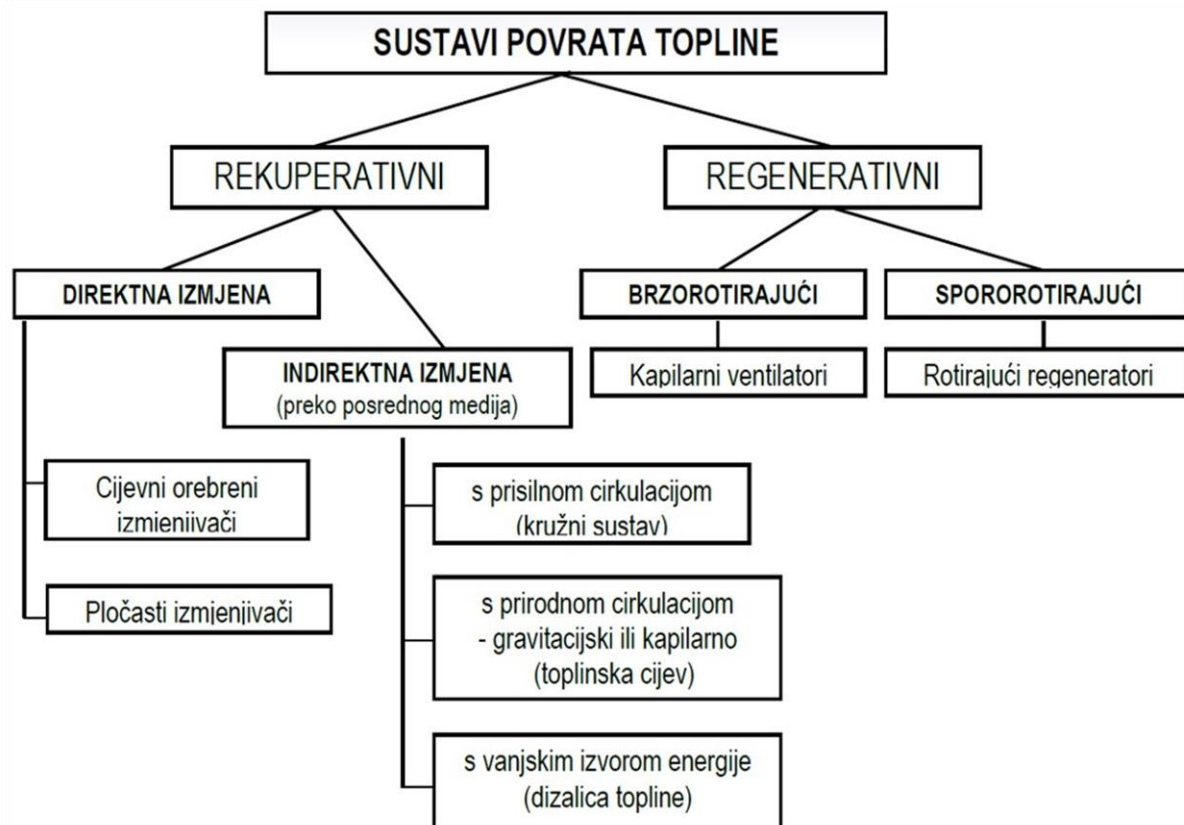 SUSTAVI POVRATA TOPLINE
REKUPERATIVNI
REGENERATIVNI
DIREKTNA IZMJENA
BRZOROTIRAJUĆI
SPOROROTIRAJUĆI
INDIREKTNA IZMJENA
(preko posrednog medija)
Kapilarni ventilatori
Rotirajući regeneratori
Cijevni orebreni
izmjenjivači
Pločasti izmjenjivači
s prisilnom cirkulacijom
(kružni sustav)
s prirodnom cirkulacijom
- gravitacijski ili kapilarno
(toplinska cijev)
s vanjskim izvorom energije
(dizalica topline)